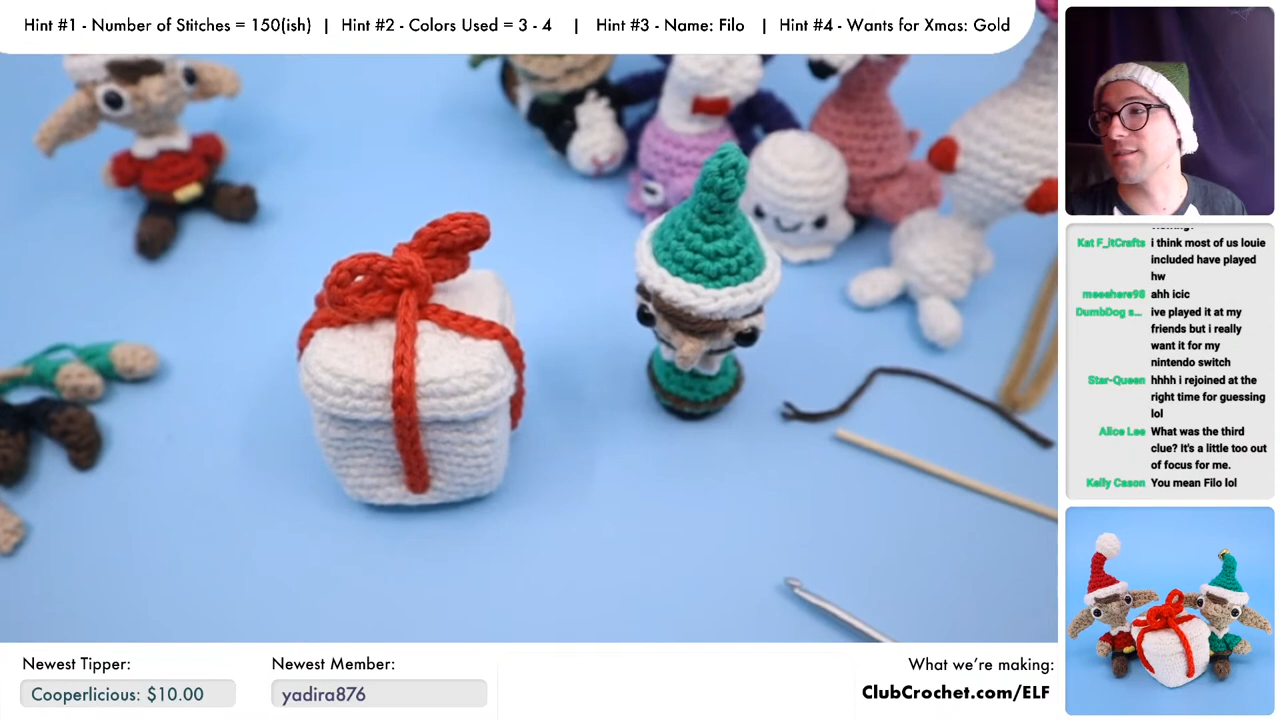 Hint #1 - Number of Stitches = 150(ish) | Hint #2 - Colors Used = 3 - 4 | Hint #3 - Name: Filo | Hint #4 - Wants for Xmas: Gold
Kat F_itCrafts i think most of us louie
included have played
hw
meeehere98 ahh icic
DumbDog s... ive played it at my
friends but i really
want it for my
nintendo switch
Star-Queen hhhh i rejoined at the
right time for guessing
lol
Alice Lee What was the third
clue? It's a little too out
of focus for me.
Kelly Cason You mean Filo lol
Newest Tipper:
Cooperlicious: $10.00
Newest Member:
yadira876
What we're making:
ClubCrochet.com/ELF